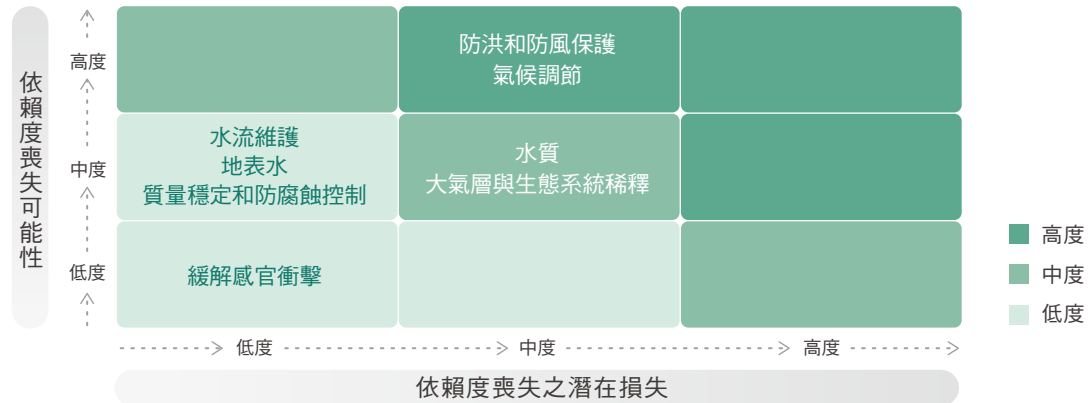 依賴度喪失可能性
高度
中度
低度
防洪和防風保護
氣候調節
水流維護
地表水
質量穩定和防腐蝕控制
水質
大氣層與生態系統稀釋
緩解感官衝擊
低度
中度
高度
依賴度喪失之潛在損失
高度
中度
低度